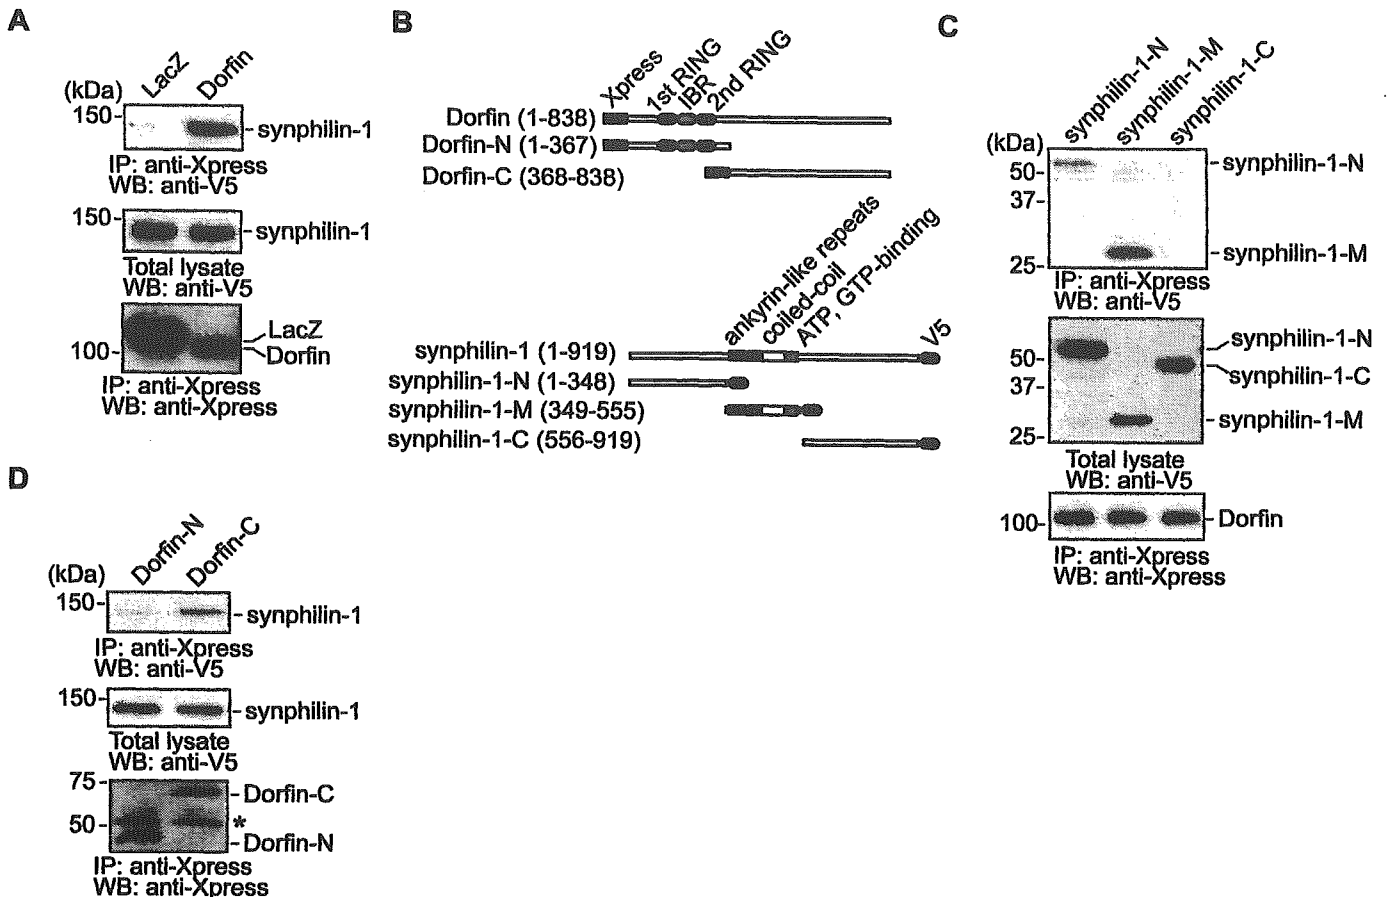 A
LacZ
Dorfin
(kDa)
150-
-synphilin-1
IP: anti-Xpress
WB: anti-V5
150-
-synphilin-1
Total lysate
WB: anti-V5
LacZ
100-
Dorfin
IP: anti-Xpress
WB: anti-Xpress
B
Xpress
1st RING
IBR
2nd RING
Dorfin (1-838)
Dorfin-N (1-367)
Dorfin-C (368-838)
ankyrin-like repeats
coiled-coil
ATP, GTP-binding
V5
synphilin-1 (1-919)
synphilin-1-N (1-348)
synphilin-1-M (349-555)
synphilin-1-C (556-919)
C
synphilin-1-N
synphilin-1-M
synphilin-1-C
(kDa)
50-
-synphilin-1-N
37-
-synphilin-1-M
25-
IP: anti-Xpress
WB: anti-V5
synphilin-1-N
50-
synphilin-1-C
37-
-synphilin-1-M
25-
Total lysate
WB: anti-V5
100-
-Dorfin
IP: anti-Xpress
WB: anti-Xpress
D
Dorfin-N
Dorfin-C
(kDa)
150-
-synphilin-1
IP: anti-Xpress
WB: anti-V5
150-
-synphilin-1
Total lysate
WB: anti-V5
75-
-Dorfin-C
50-
*
-Dorfin-N
IP: anti-Xpress
WB: anti-Xpress